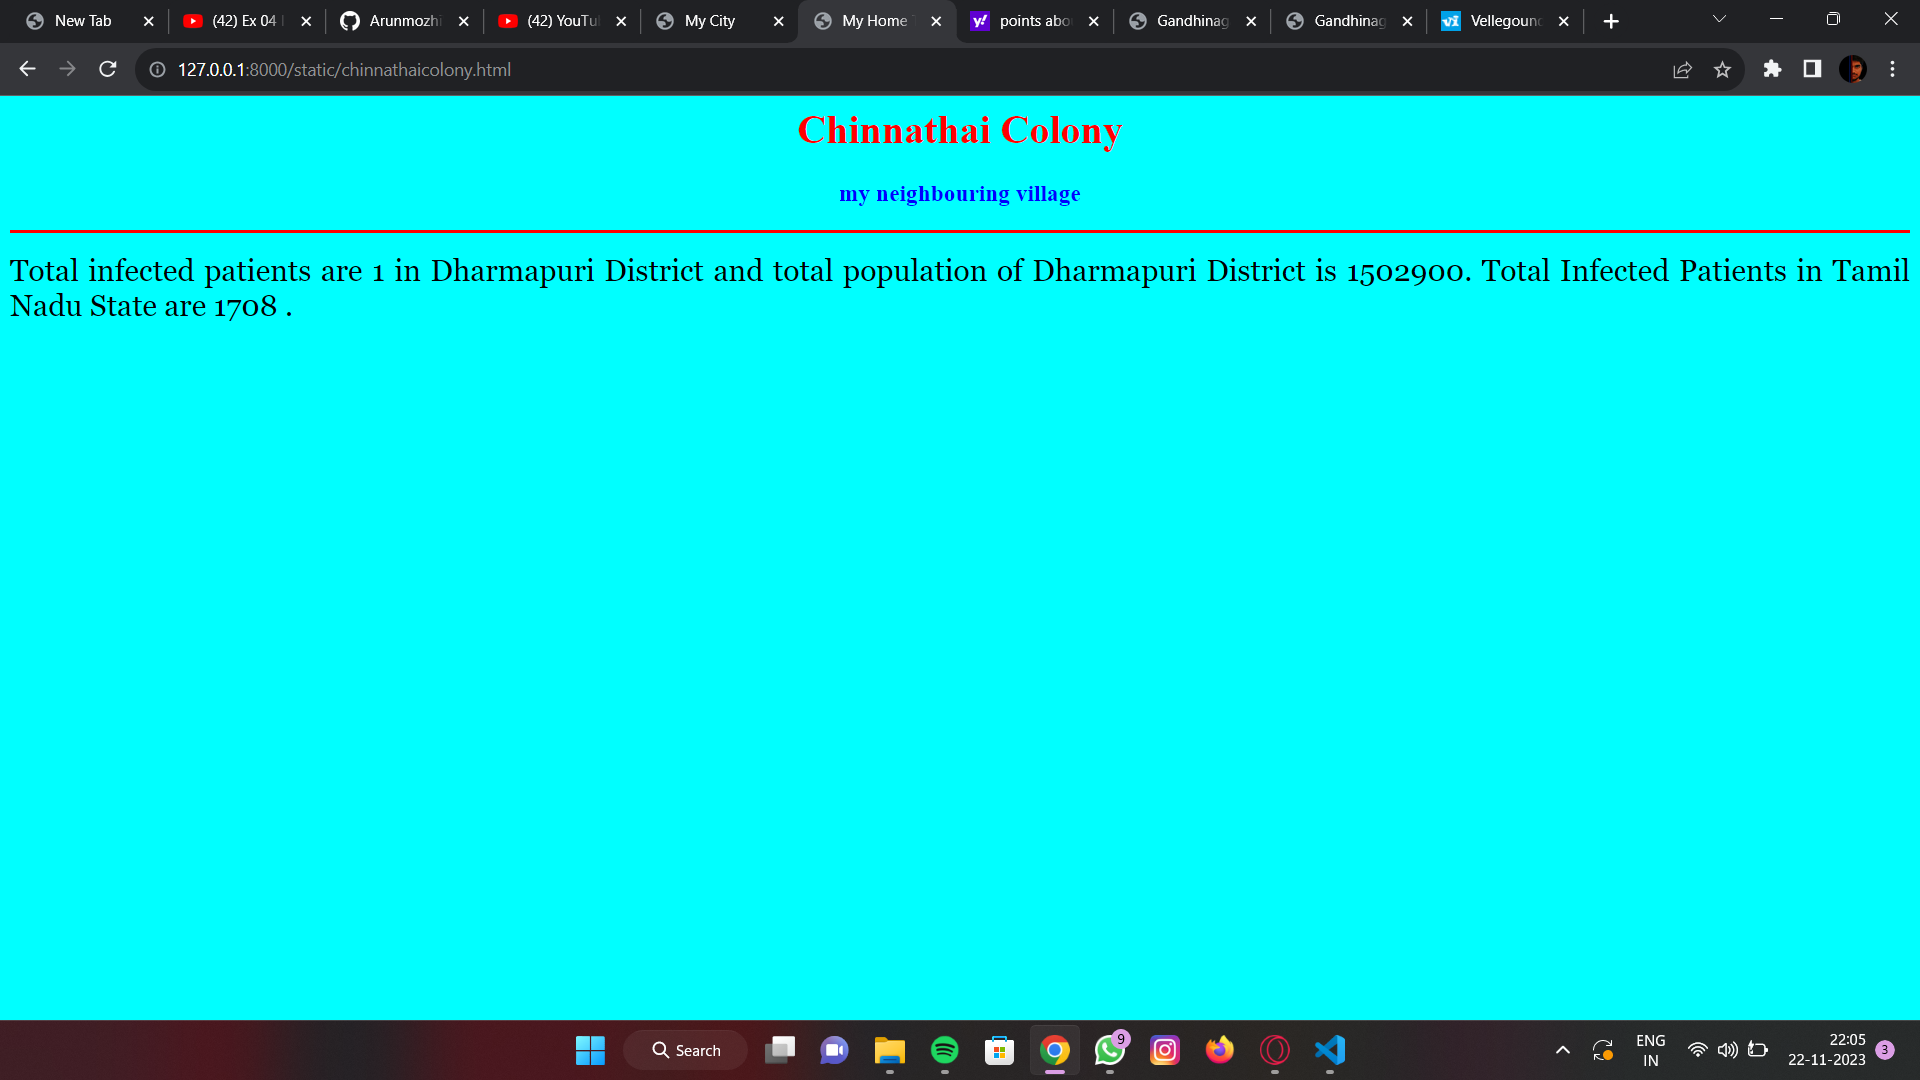 New Tab
(42) Ex 04
Arunmozhi
(42) YouTu
My City
My Home
points abo
Gandhinag
Gandhinag
Vellegoun
127.0.0.1:8000/static/chinnathaicolony.html
Chinnathai Colony
my neighbouring village
Total infected patients are 1 in Dharmapuri District and total population of Dharmapuri District is 1502900. Total Infected Patients in Tamil
Nadu State are 1708 .
Search
9
ENG
IN
22:05
22-11-2023
3